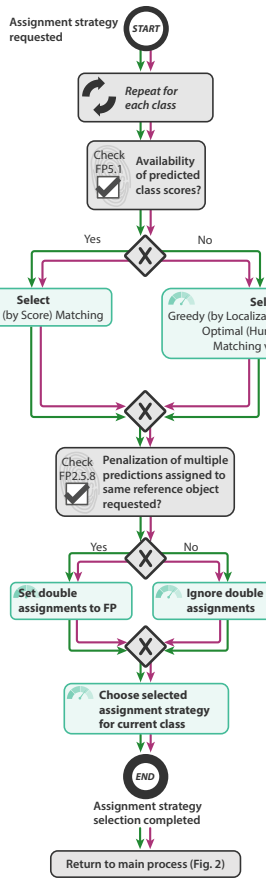 Assignment strategy
requested
START
Repeat for
each class
Check
FP5.1
Availability
of predicted
class scores?
Yes
No
X
Select
(by Score) Matching
Greedy (by
Optimal
Matching
X
Check
FP2.5.8
Penalization of multiple
predictions assigned to
same reference object
requested?
Yes
No
X
Set double
assignments to FP
Ignore double
assignments
X
Choose selected
assignment strategy
for current class
END
Assignment strategy
selection completed
Return to main process (Fig. 2)